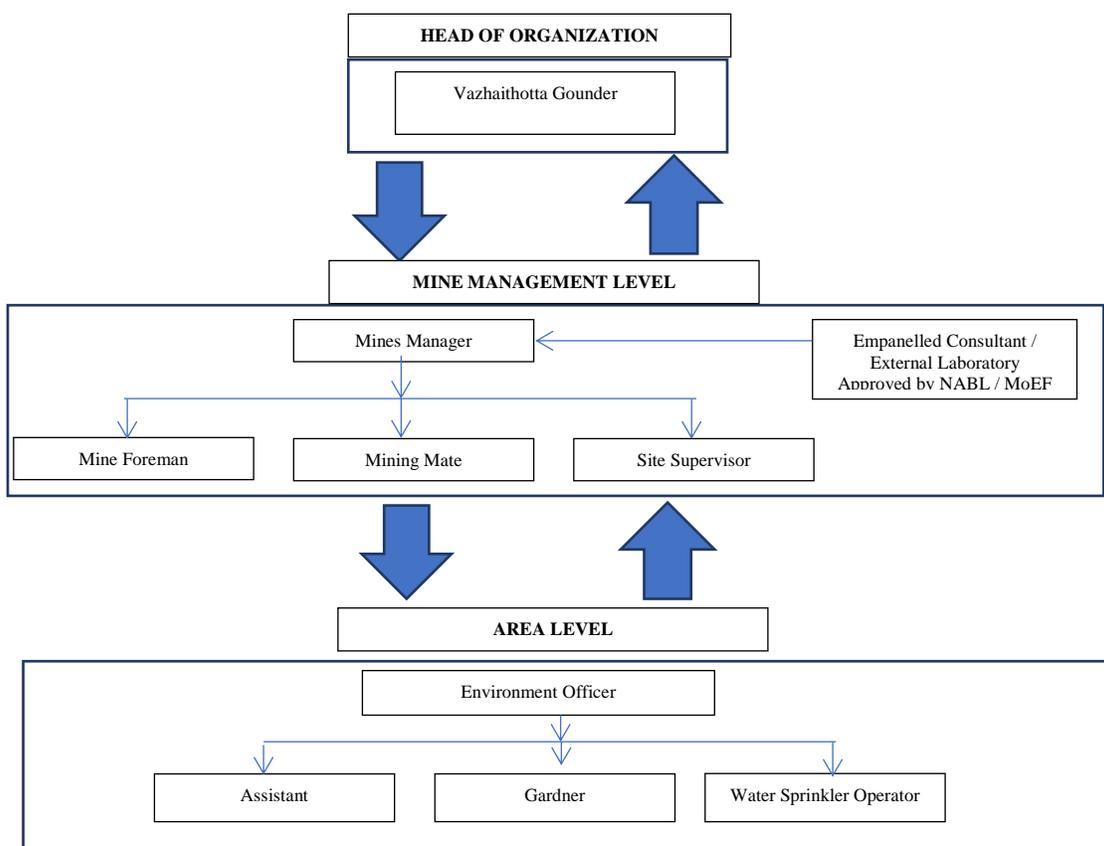 HEAD OF ORGANIZATION
Vazhaithotta Gounder
MINE MANAGEMENT LEVEL
Mines Manager
Empanelled Consultant /
External Laboratory
Approved by NABL / MoEF
Mine Foreman
Mining Mate
Site Supervisor
AREA LEVEL
Environment Officer
Assistant
Gardner
Water Sprinkler Operator